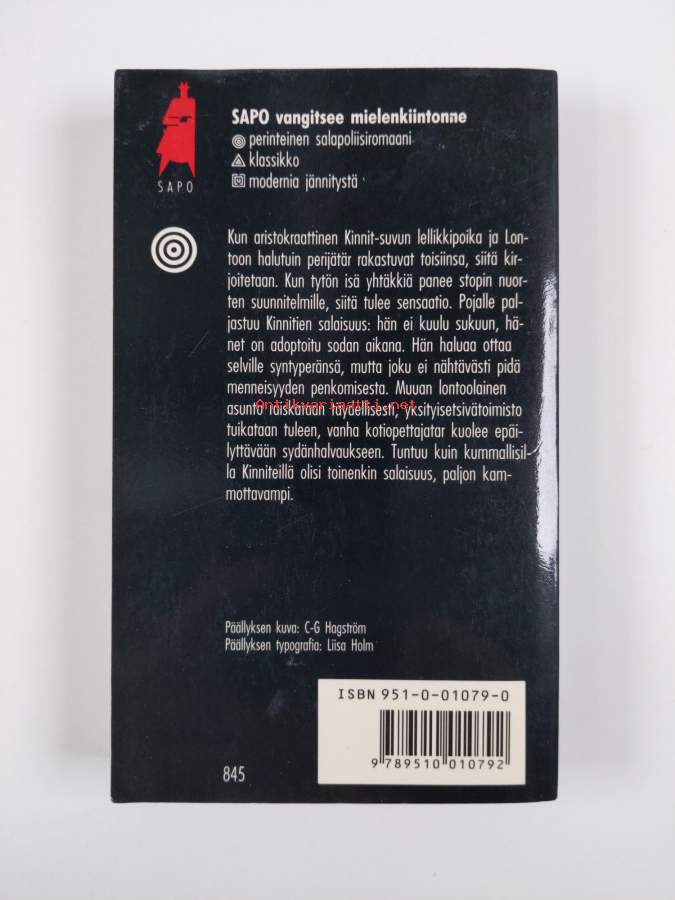 SAPO vangitsee mielenkiintonne
perinteinen salapoliisiromaani
klassikko
modernia jännitystä
SAPO
Kun aristokraattinen Kinnit-suvun lellikkipoika ja Lon-
toon halutuin perijätär rakastuvat toisiinsa, siitä kir-
joitetaan. Kun tytön isä yhtäkkiä panee stopin nuor-
ten suunnitelmille, siitä tulee sensaatio. Pojalle pal-
jastuu Kinnitien salaisuus: hän ei kuulu sukuun, hä-
net on adoptoitu sodan aikana. Hän haluaa ottaa
selville syntyperänsä, mutta joku ei nähtävästi pidä
menneisyyden penkomisesta. Muuan lontoolainen
asunto raiskataan täydellisesti, yksityisetsivätoimisto
Antikvariaatti.net
tuikataan tuleen, vanha kotiopettajatar kuolee epäi-
lyttävään sydänhalvaukseen. Tuntuu kuin kummallisil-
la Kinniteillä olisi toinenkin salaisuus, paljon kam-
mottavampi.
Päällyksen kuva: C-G Hagström
Päällyksen typografia: Liisa Holm
ISBN 951-0-01079-0
9 789510 010792
845